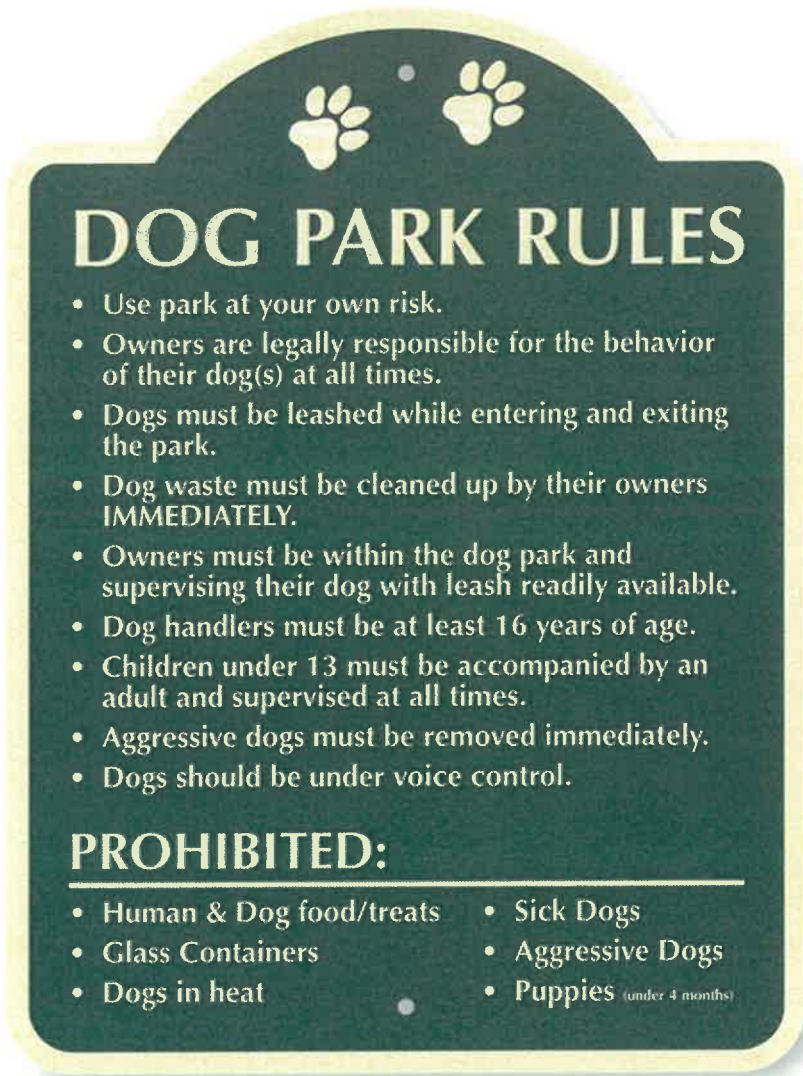 DOG PARK RULES
• Use park at your own risk.
• Owners are legally responsible for the behavior
of their dog(s) at all times.
• Dogs must be leashed while entering and exiting
the park.
• Dog waste must be cleaned up by their owners
IMMEDIATELY.
• Owners must be within the dog park and
supervising their dog with leash readily available.
• Dog handlers must be at least 16 years of age.
• Children under 13 must be accompanied by an
adult and supervised at all times.
• Aggressive dogs must be removed immediately.
• Dogs should be under voice control.
PROHIBITED:
• Human & Dog food/treats
• Glass Containers
• Dogs in heat
• Sick Dogs
• Aggressive Dogs
• Puppies (under 4 months)